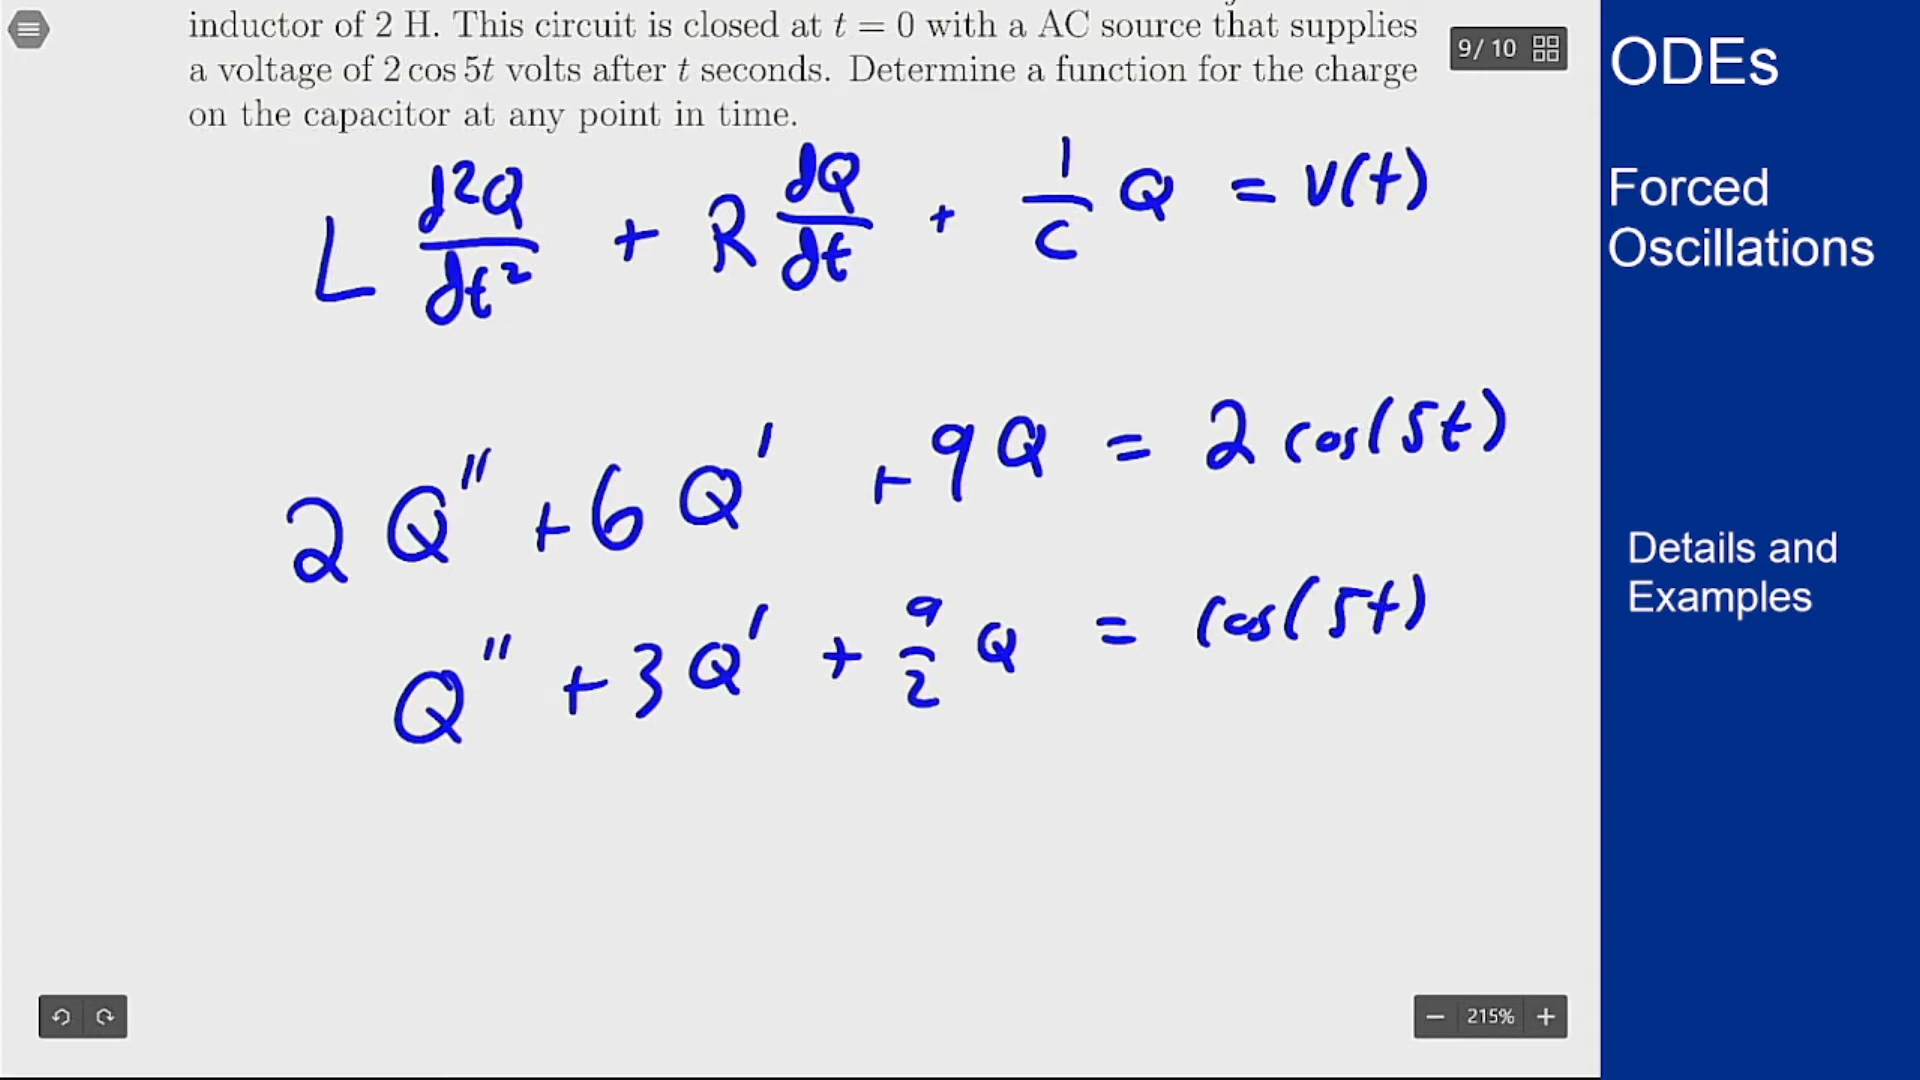 inductor of 2 H. This circuit is closed at t = 0 with a AC source that supplies
a voltage of 2 cos 5t volts after t seconds. Determine a function for the charge
on the capacitor at any point in time.
L d²Q/dt² + R dQ/dt + 1/C Q = V(t)
2Q'' + 6Q' + 9Q = 2 cos(5t)
Q'' + 3Q' + 9/2 Q = cos(5t)
9/10
ODEs
Forced
Oscillations
Details and
Examples
215%